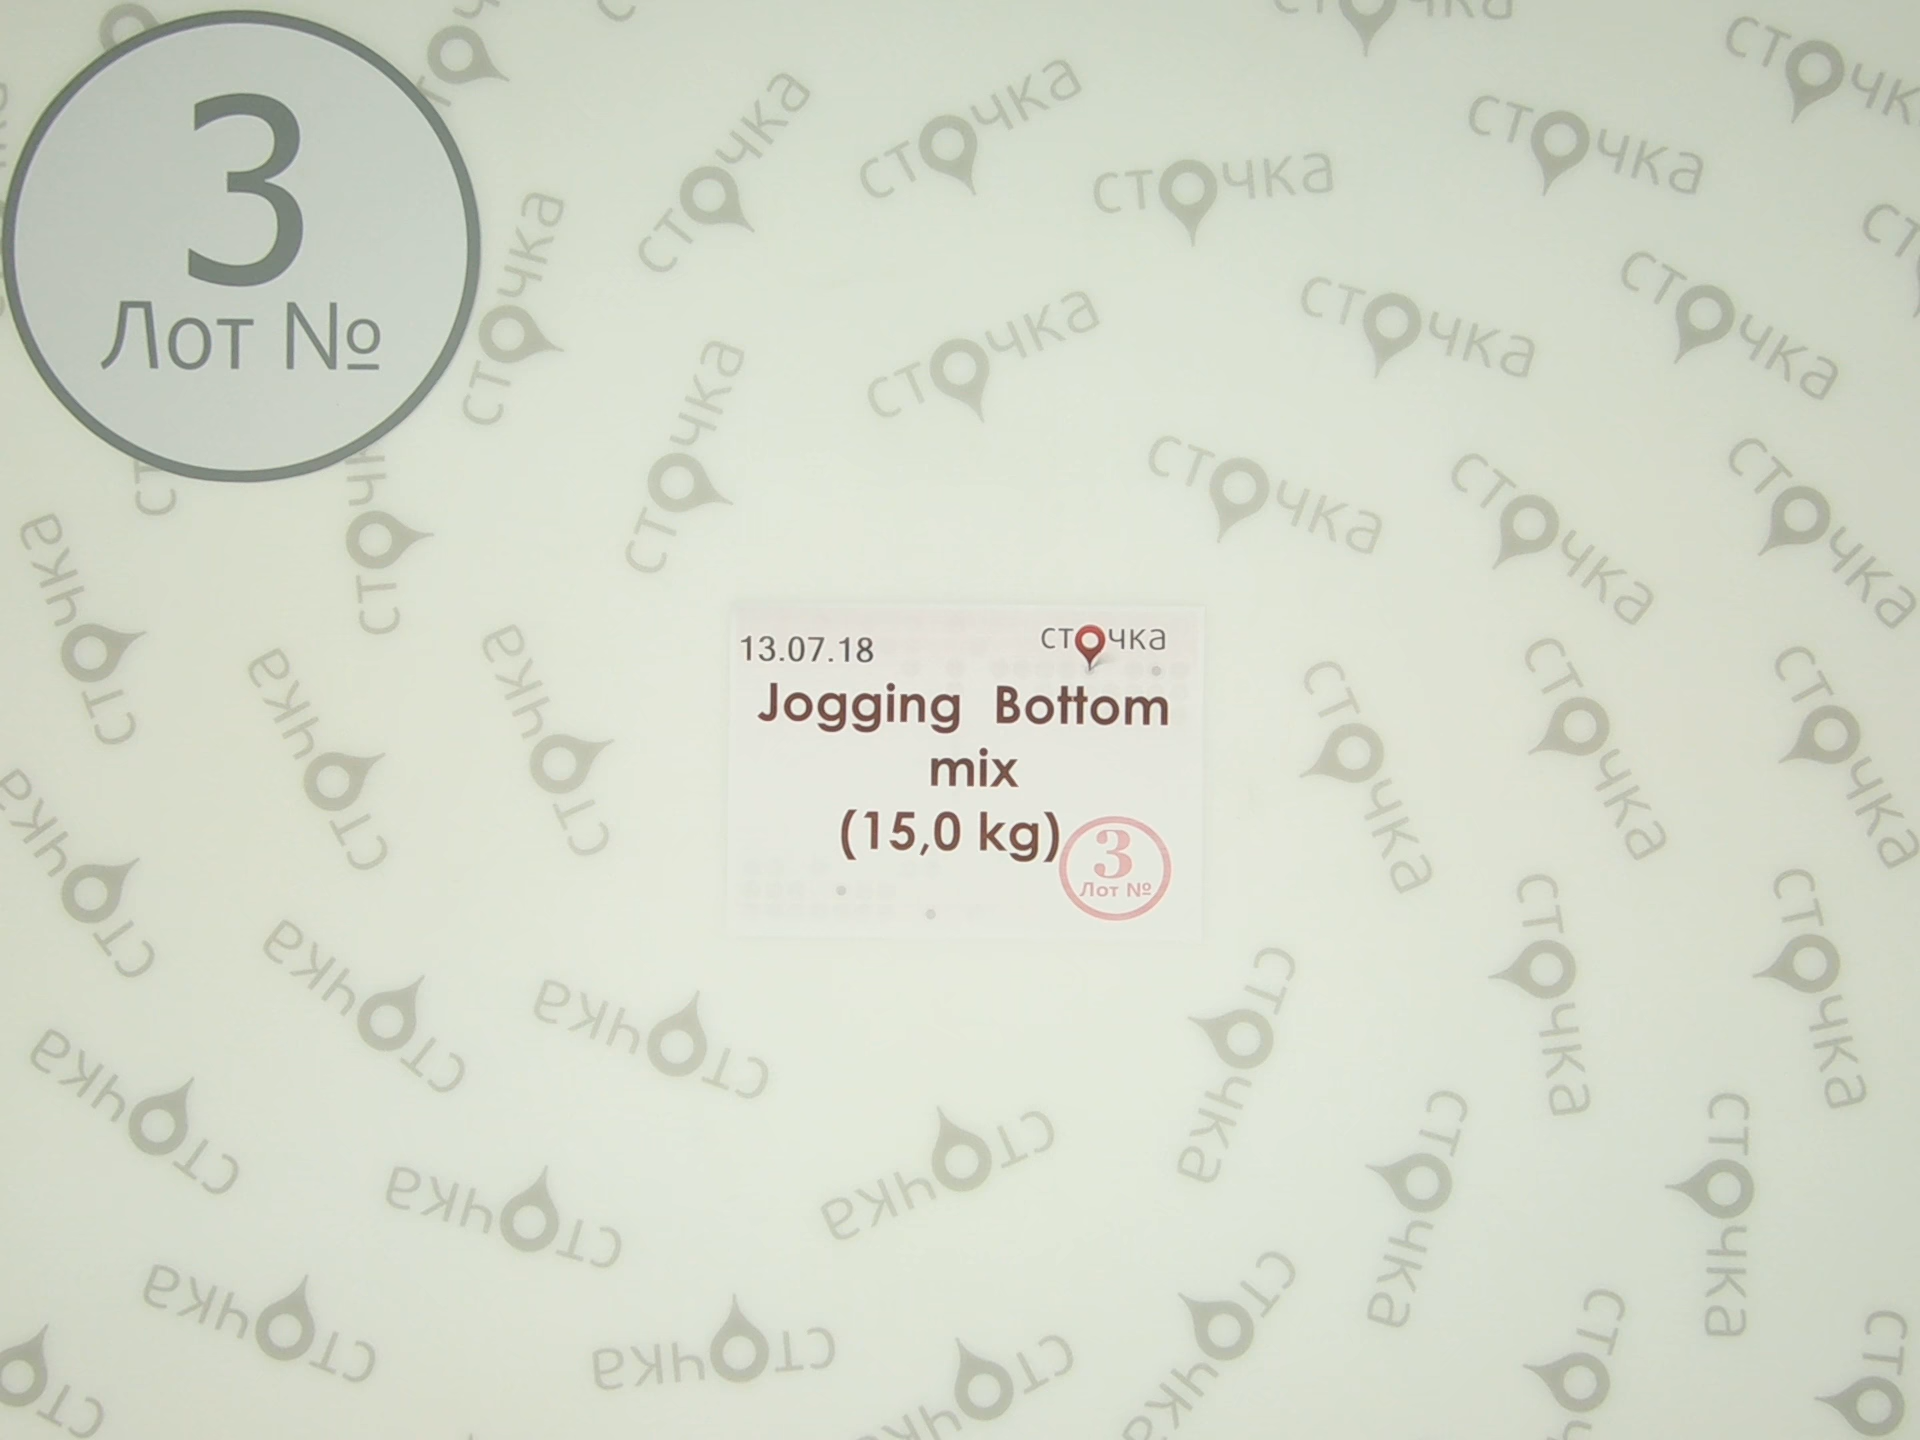 3
Лот №
13.07.18
сточка
Jogging Bottom
mix
(15,0 kg)
3
Лот №